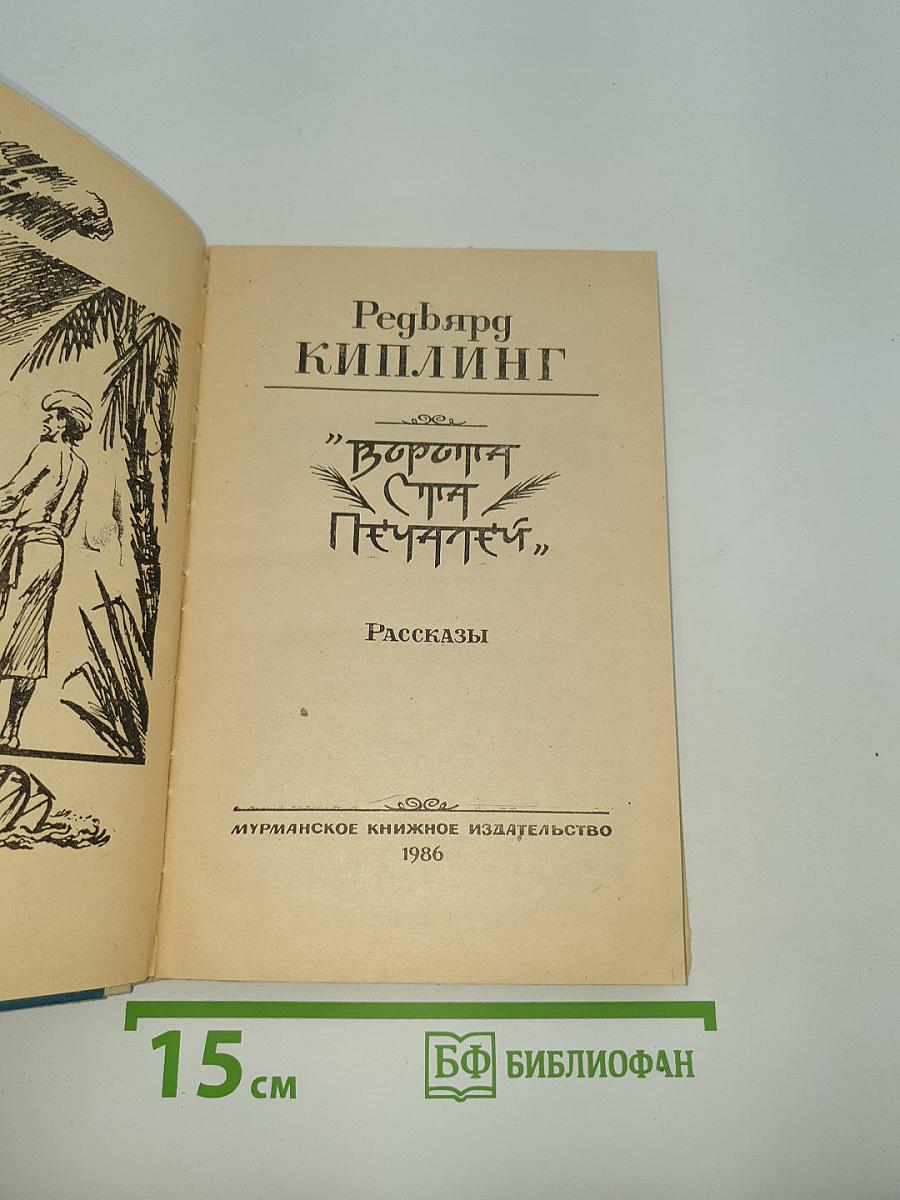 Редьярд
КИПЛИНГ
"Ворота
Ста
Печалей"
Рассказы
МУРМАНСКОЕ КНИЖНОЕ ИЗДАТЕЛЬСТВО
1986
15 см
БФ БИБЛИОФАН